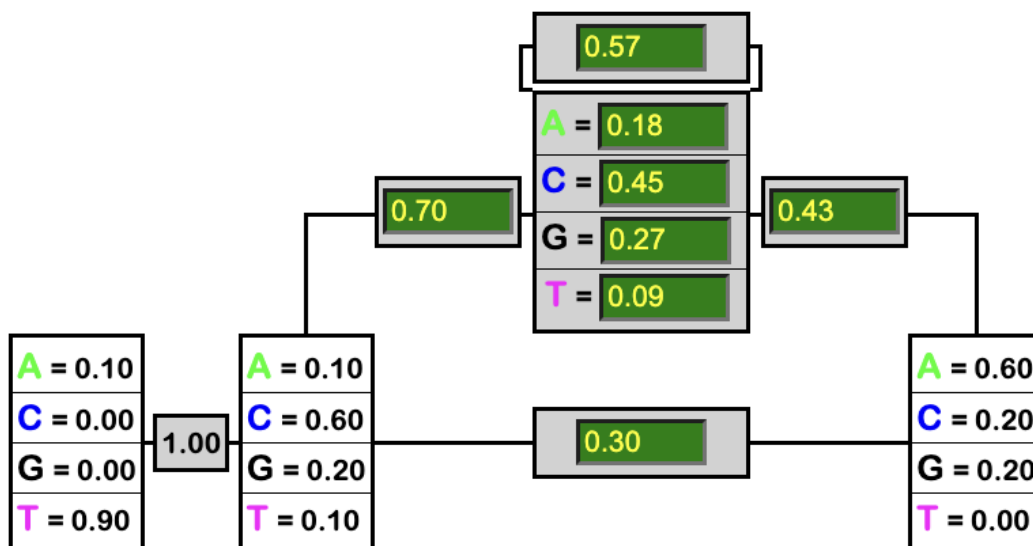 0.57
A = 0.18
C = 0.45
G = 0.27
T = 0.09
0.70
0.43
A = 0.10
C = 0.00
G = 0.00
T = 0.90
1.00
A = 0.10
C = 0.60
G = 0.20
T = 0.10
0.30
A = 0.60
C = 0.20
G = 0.20
T = 0.00